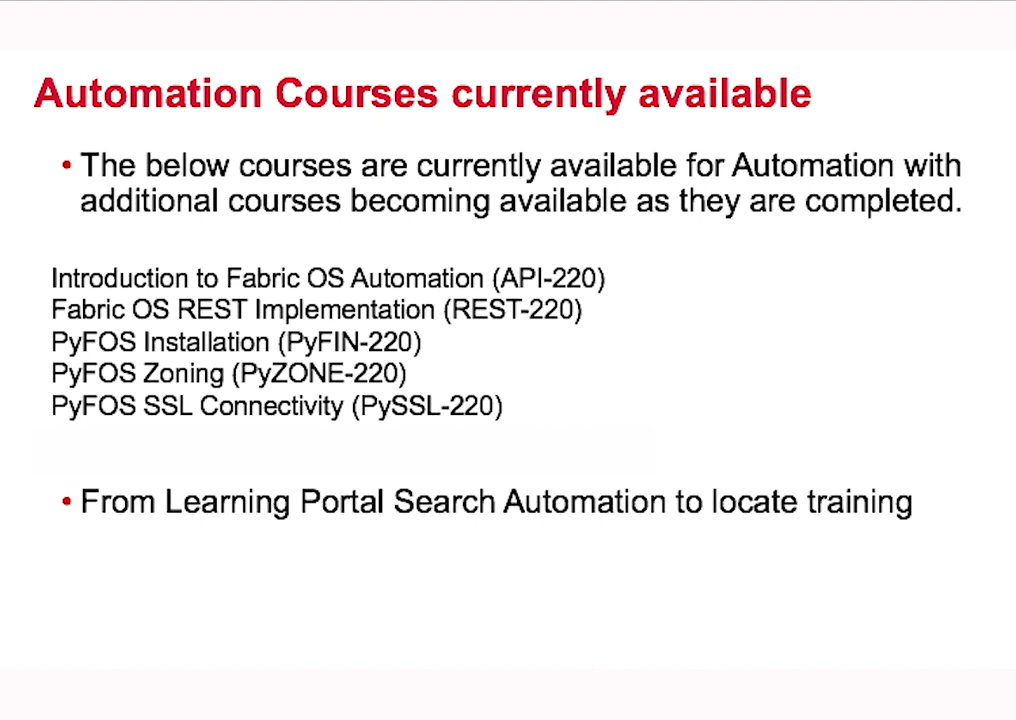 Automation Courses currently available
• The below courses are currently available for Automation with
additional courses becoming available as they are completed.
Introduction to Fabric OS Automation (API-220)
Fabric OS REST Implementation (REST-220)
PyFOS Installation (PyFIN-220)
PyFOS Zoning (PyZONE-220)
PyFOS SSL Connectivity (PySSL-220)
• From Learning Portal Search Automation to locate training